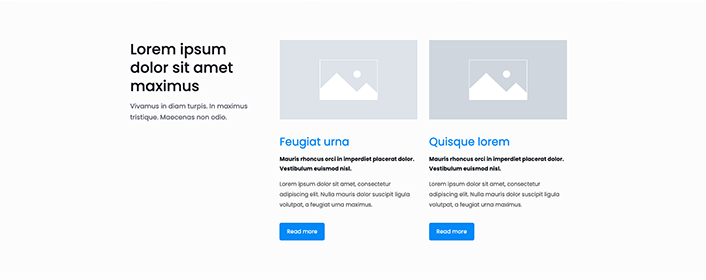 Lorem ipsum
dolor sit amet
maximus
Vivamus in diam turpis. In maximus
tristique. Maecenas non odio.
Feugiat urna
Mauris rhoncus orci in imperdiet placerat dolor.
Vestibulum euismod nisl.
Lorem ipsum dolor sit amet, consectetur
adipiscing elit. Nulla mauris dolor suscipit ligula
volutpat, a feugiat urna maximus.
Read more
Quisque lorem
Mauris rhoncus orci in imperdiet placerat dolor.
Vestibulum euismod nisl.
Lorem ipsum dolor sit amet, consectetur
adipiscing elit. Nulla mauris dolor suscipit ligula
volutpat, a feugiat urna maximus.
Read more